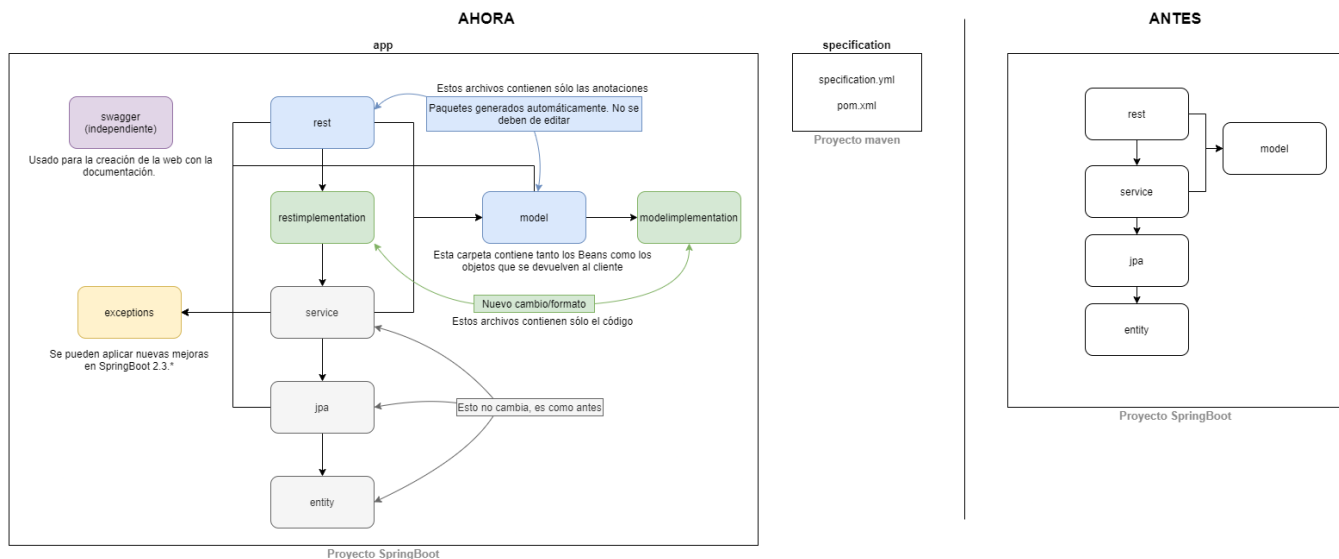 AHORA
ANTES
app
specification
swagger
(independiente)
Usado para la creación de la web con la
documentación.
Estos archivos contienen sólo las anotaciones
Paquetes generados automáticamente. No se
deben de editar
rest
restimplementation
model
modelimplementation
Esta carpeta contiene tanto los Beans como los
objetos que se devuelven al cliente
Nuevo cambio/formato
Estos archivos contienen sólo el código
exceptions
Se pueden aplicar nuevas mejoras
en SpringBoot 2.3.*
service
jpa
Esto no cambia, es como antes
entity
Proyecto SpringBoot
specification.yml
pom.xml
Proyecto maven
rest
model
service
jpa
entity
Proyecto SpringBoot